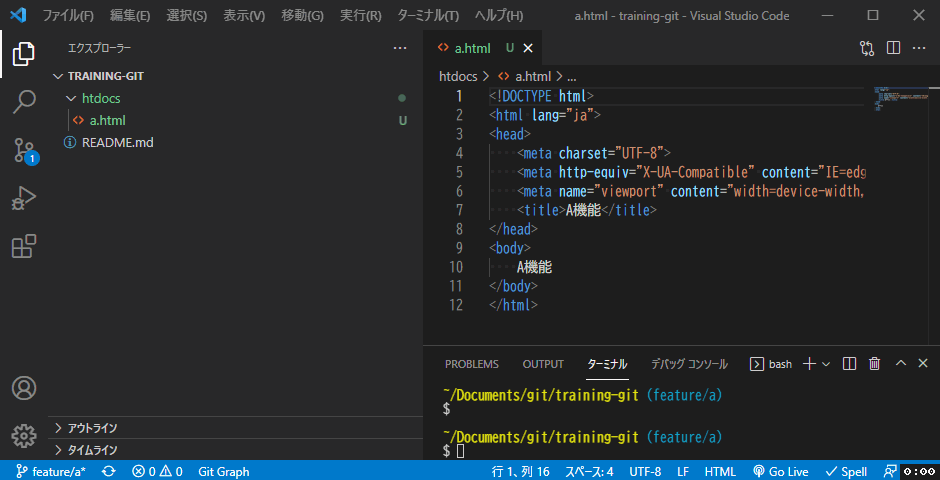 ファイル(F) 編集(E) 選択(S) 表示(V) 移動(G) 実行(R) ターミナル(T) ヘルプ(H) a.html - training-git - Visual Studio Code
エクスプローラー
TRAINING-GIT
htdocs
a.html U
README.md
1
アウトライン
タイムライン
a.html U
htdocs > a.html > ...
1 <!DOCTYPE html>
2 <html lang="ja">
3 <head>
4 <meta charset="UTF-8">
5 <meta http-equiv="X-UA-Compatible" content="IE=edg
6 <meta name="viewport" content="width=device-width,
7 <title>A機能</title>
8 </head>
9 <body>
10 A機能
11 </body>
12 </html>
PROBLEMS OUTPUT ターミナル デバッグ コンソール bash
~/Documents/git/training-git (feature/a)
$
~/Documents/git/training-git (feature/a)
$
feature/a* 0 0 Git Graph 行 1、列 16 スペース: 4 UTF-8 LF HTML Go Live Spell 0:00